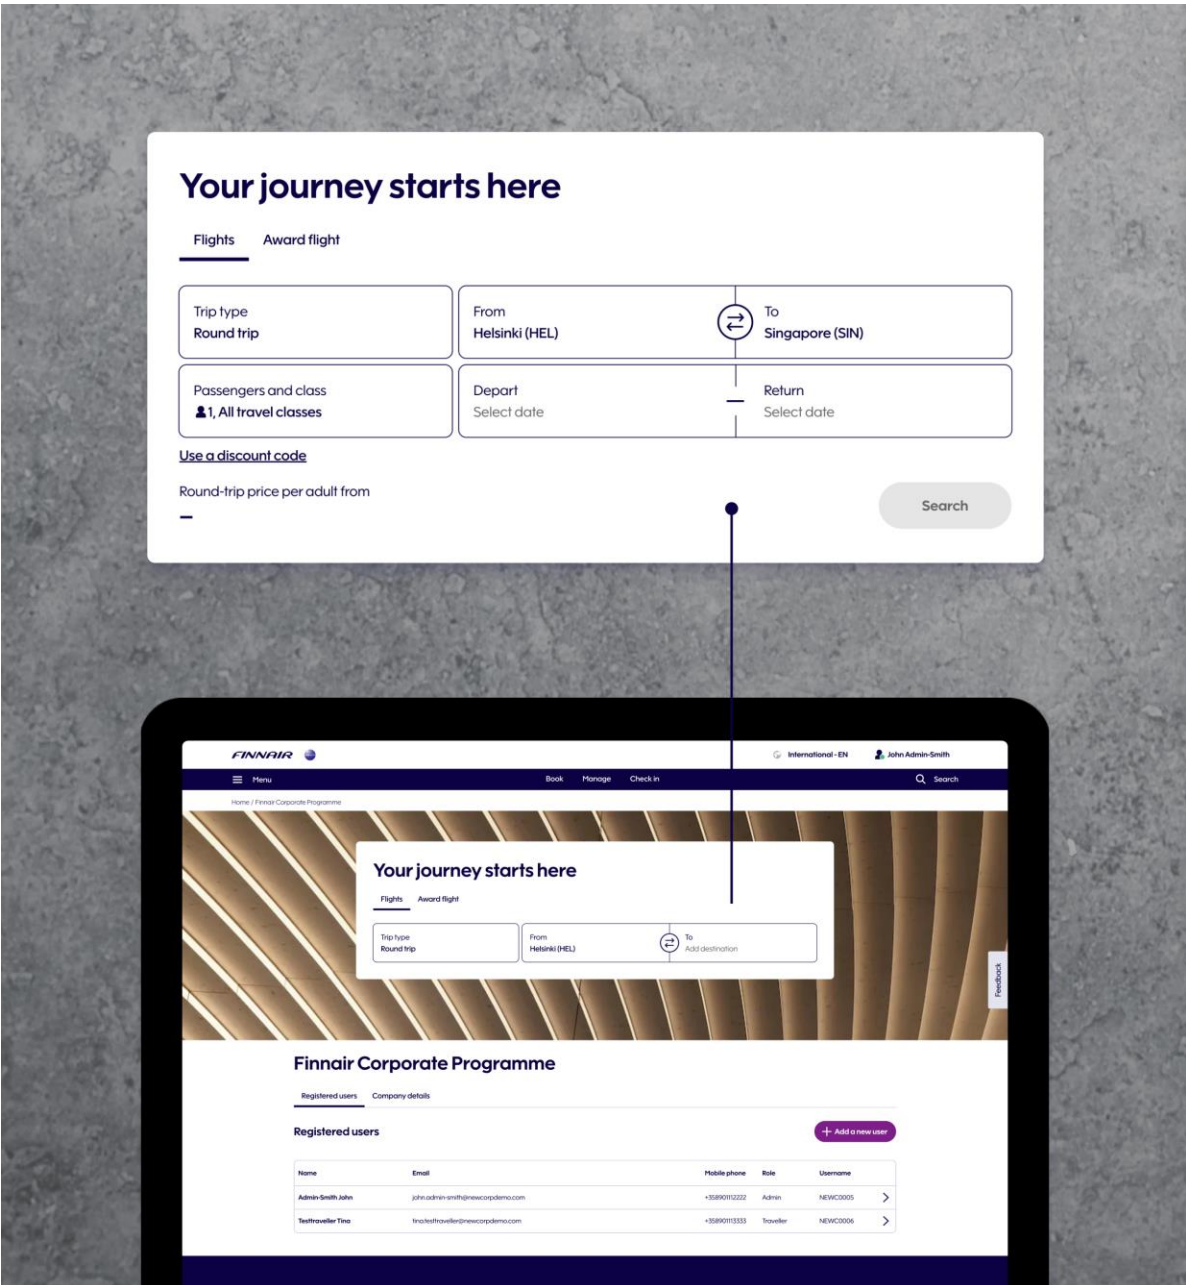 Your journey starts here
Flights Award flight
Trip type
Round trip
From
Helsinki (HEL)
To
Singapore (SIN)
Passengers and class
1, All travel classes
Depart
Select date
Return
Select date
Use a discount code
Round-trip price per adult from
–
Search
FINNAIR
International - EN
John Admin-Smith
Menu
Book Manage Check in
Search
Home / Finnair Corporate Programme
Your journey starts here
Flights Award flight
Trip type
Round trip
From
Helsinki (HEL)
To
Add destination
Feedback
Finnair Corporate Programme
Registered users Company details
Registered users
+ Add a new user
Name Email Mobile phone Role Username
Admin-Smith John john.admin-smith@newcorpdemo.com +358901112222 Admin NEWC0005
Testtraveller Tina tina.testtraveller@newcorpdemo.com +358901113333 Traveller NEWC0006